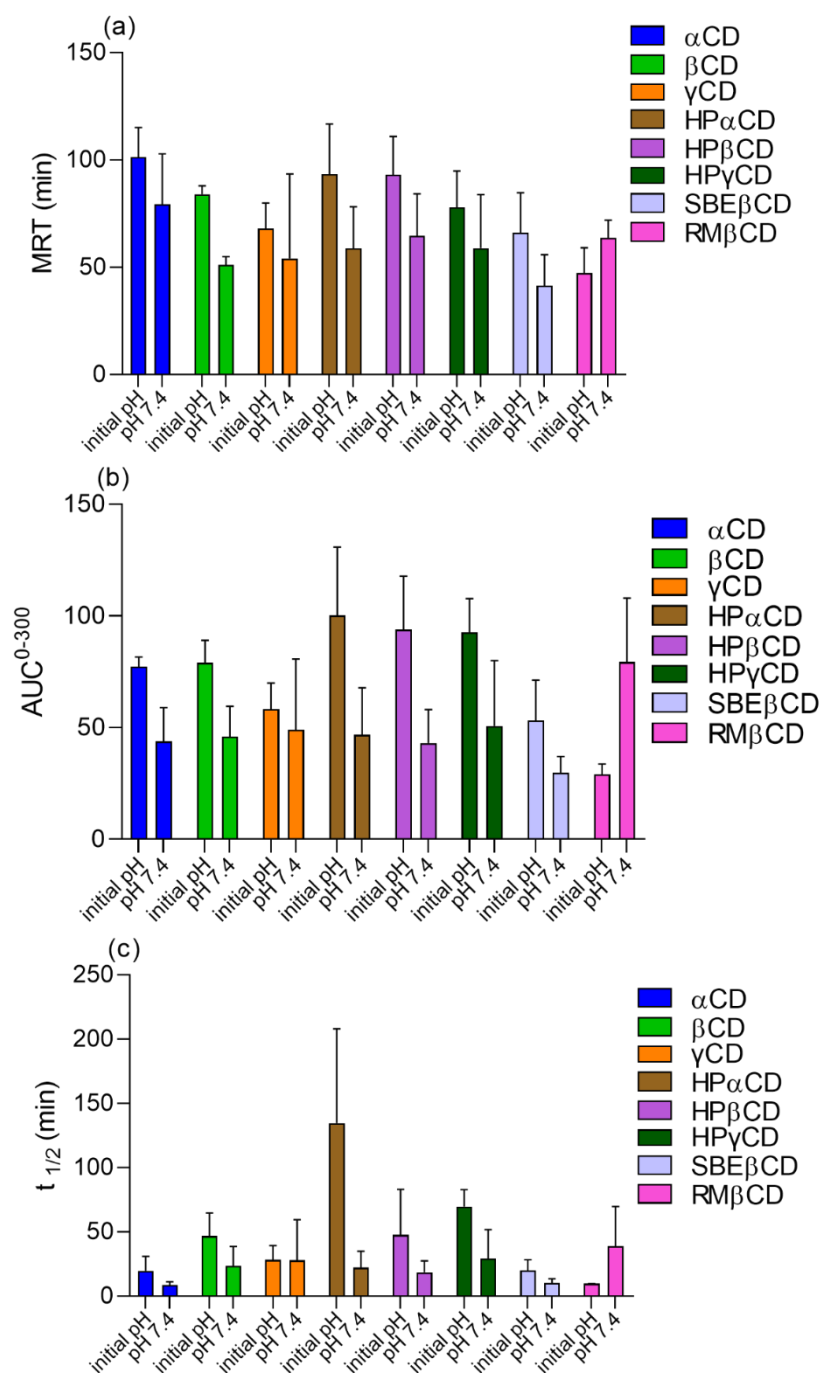 (a)
MRT (min)
150
100
50
0
initial pH
pH 7.4
initial pH
pH 7.4
initial pH
pH 7.4
initial pH
pH 7.4
initial pH
pH 7.4
initial pH
pH 7.4
initial pH
pH 7.4
initial pH
pH 7.4
αCD
βCD
γCD
HPαCD
HPβCD
HPγCD
SBEβCD
RMβCD
(b)
AUC⁰⁻³⁰⁰
150
100
50
0
initial pH
pH 7.4
initial pH
pH 7.4
initial pH
pH 7.4
initial pH
pH 7.4
initial pH
pH 7.4
initial pH
pH 7.4
initial pH
pH 7.4
initial pH
pH 7.4
αCD
βCD
γCD
HPαCD
HPβCD
HPγCD
SBEβCD
RMβCD
(c)
t 1/2 (min)
250
200
150
100
50
0
initial pH
pH 7.4
initial pH
pH 7.4
initial pH
pH 7.4
initial pH
pH 7.4
initial pH
pH 7.4
initial pH
pH 7.4
initial pH
pH 7.4
initial pH
pH 7.4
αCD
βCD
γCD
HPαCD
HPβCD
HPγCD
SBEβCD
RMβCD